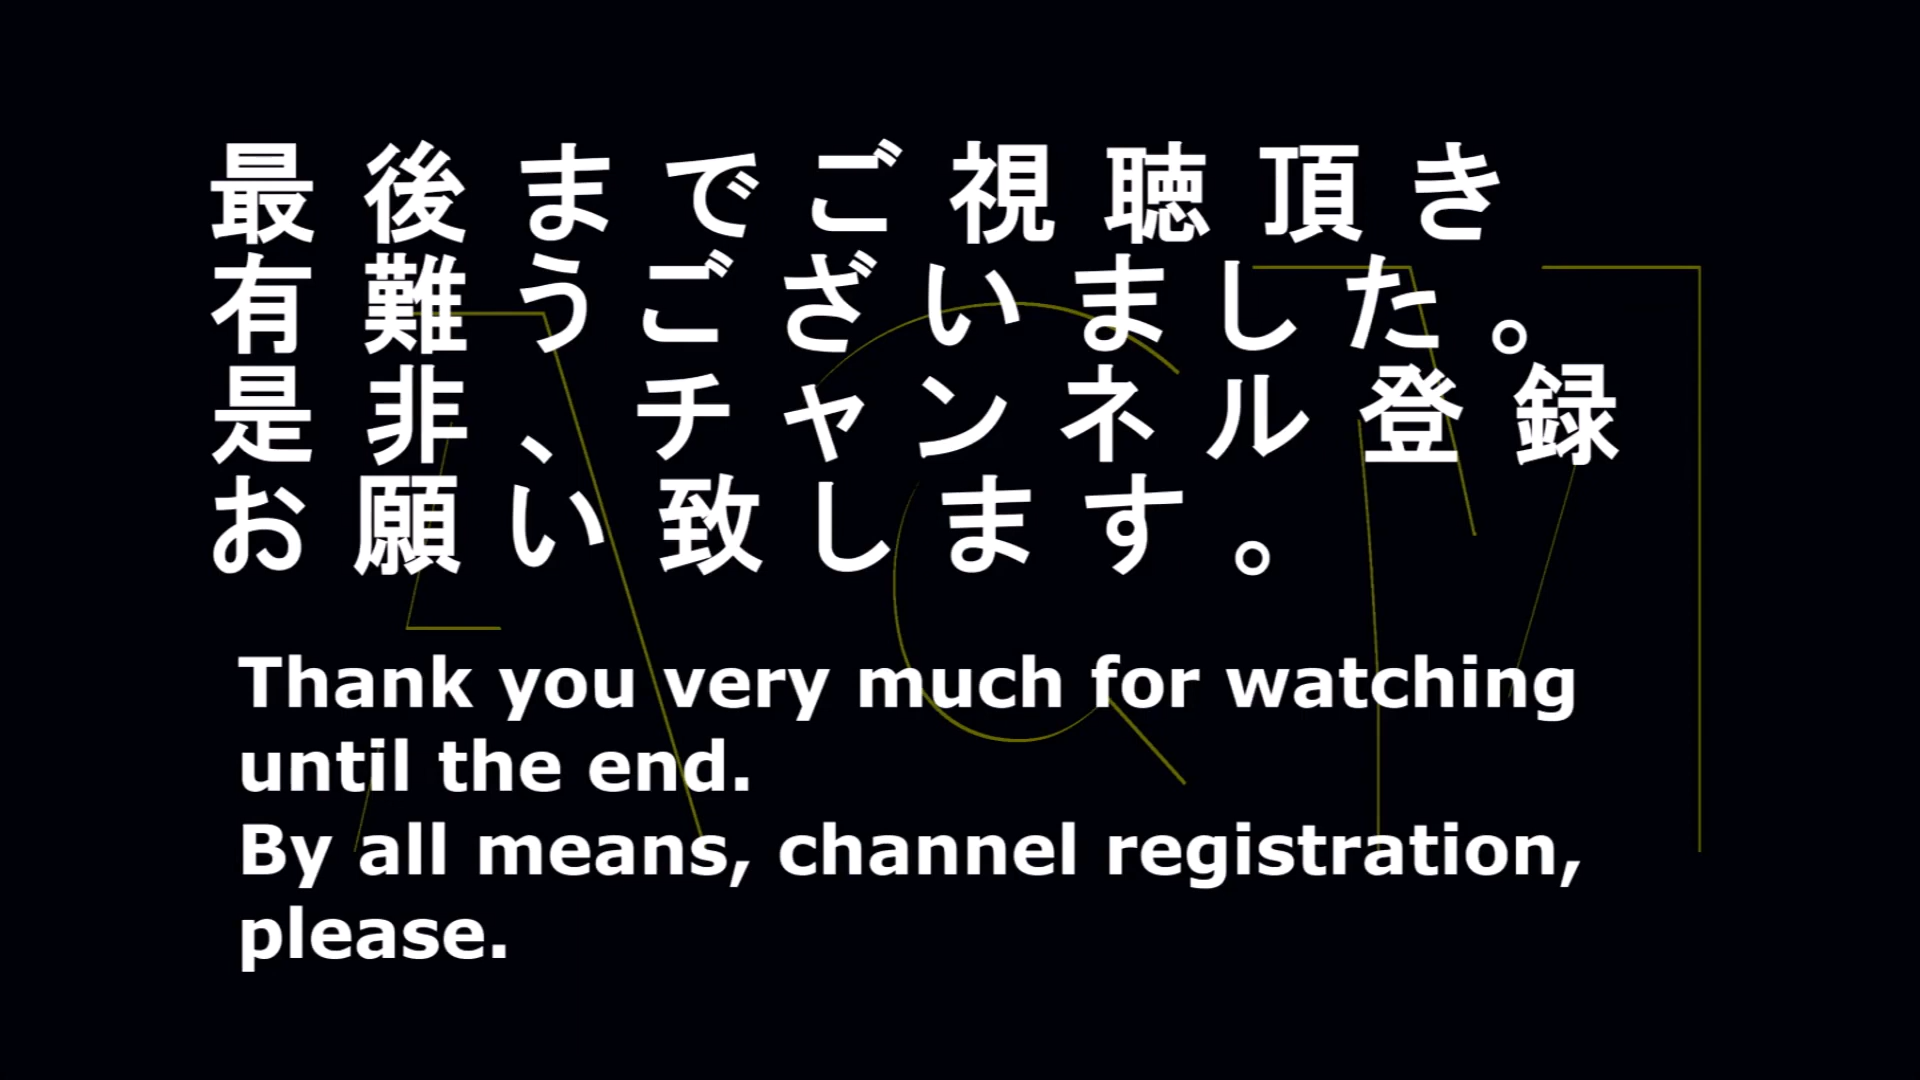 最後までご視聴頂き
有難うございました。
是非、チャンネル登録
お願い致します。
Thank you very much for watching
until the end.
By all means, channel registration,
please.